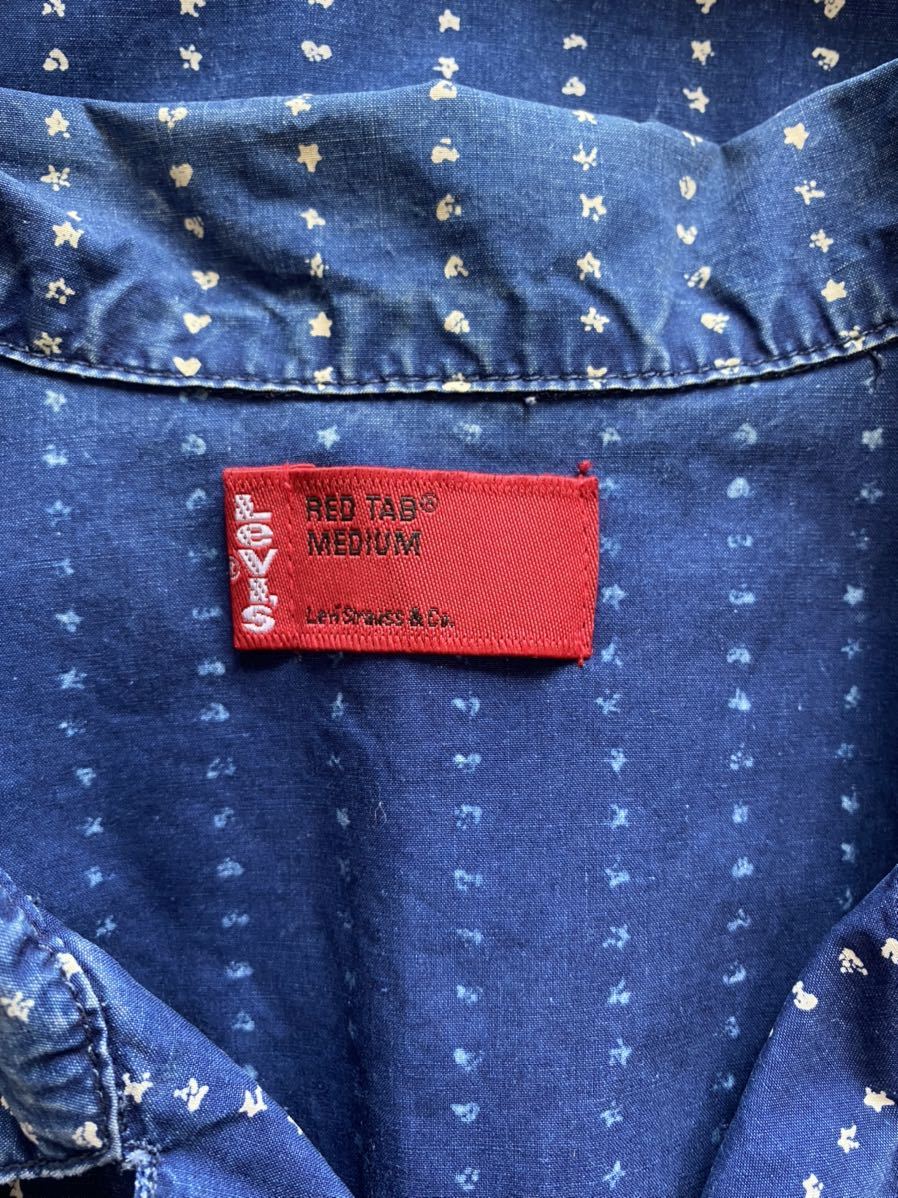 LEVI'S®
RED TAB®
MEDIUM
Levi Strauss & Co.